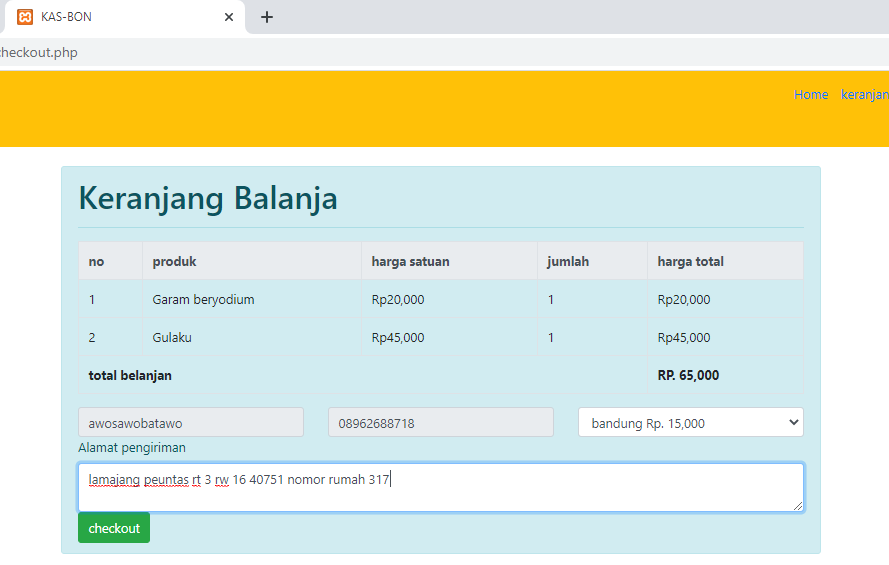 KAS-BON
checkout.php
Home keranjan
Keranjang Balanja
no produk harga satuan jumlah harga total
1 Garam beryodium Rp20,000 1 Rp20,000
2 Gulaku Rp45,000 1 Rp45,000
total belanjan RP. 65,000
awosawobatawo 08962688718 bandung Rp. 15,000
Alamat pengiriman
lamajang peuntas rt 3 rw 16 40751 nomor rumah 317
checkout